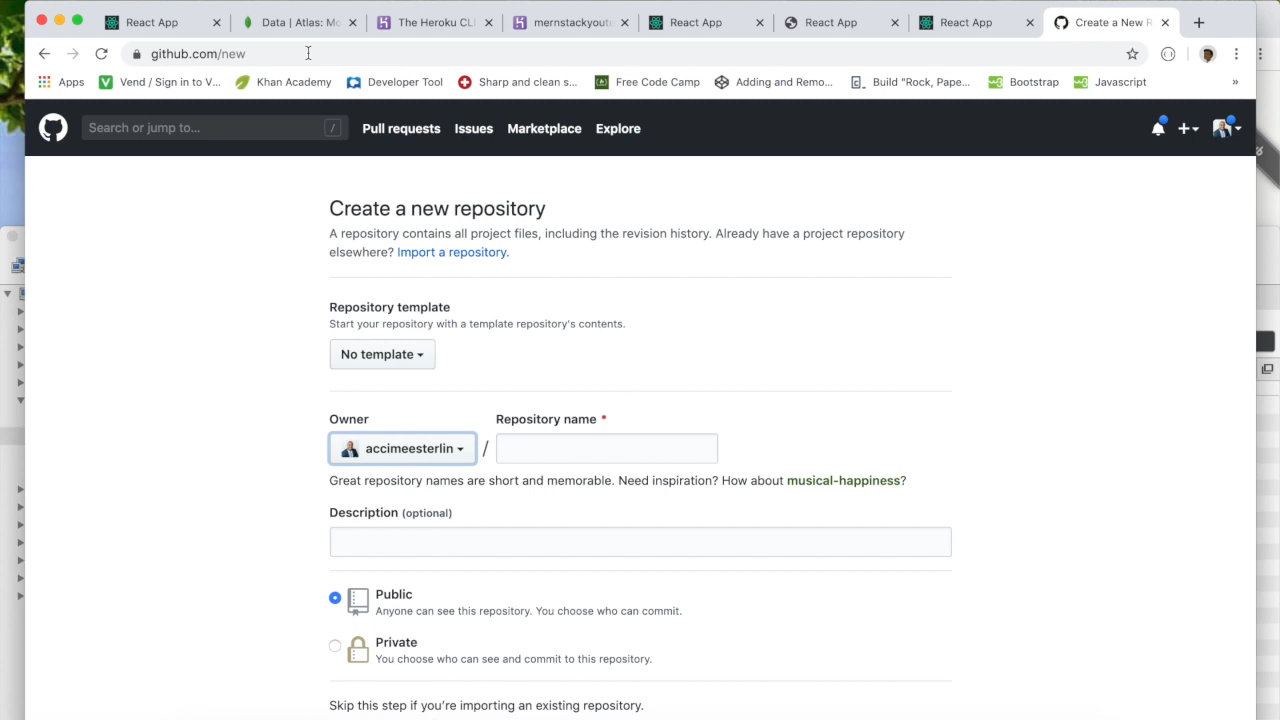 React App
Data | Atlas: Mo
The Heroku CL
mernstackyout
React App
React App
React App
Create a New R
github.com/new
Apps
Vend / Sign in to V...
Khan Academy
Developer Tool
Sharp and clean s...
Free Code Camp
Adding and Remo...
Build "Rock, Pape...
Bootstrap
Javascript
»
Search or jump to...
/
Pull requests
Issues
Marketplace
Explore
Create a new repository
A repository contains all project files, including the revision history. Already have a project repository
elsewhere? Import a repository.
Repository template
Start your repository with a template repository's contents.
No template
Owner
Repository name *
accimeesterlin
/
Great repository names are short and memorable. Need inspiration? How about musical-happiness?
Description (optional)
Public
Anyone can see this repository. You choose who can commit.
Private
You choose who can see and commit to this repository.
Skip this step if you're importing an existing repository.